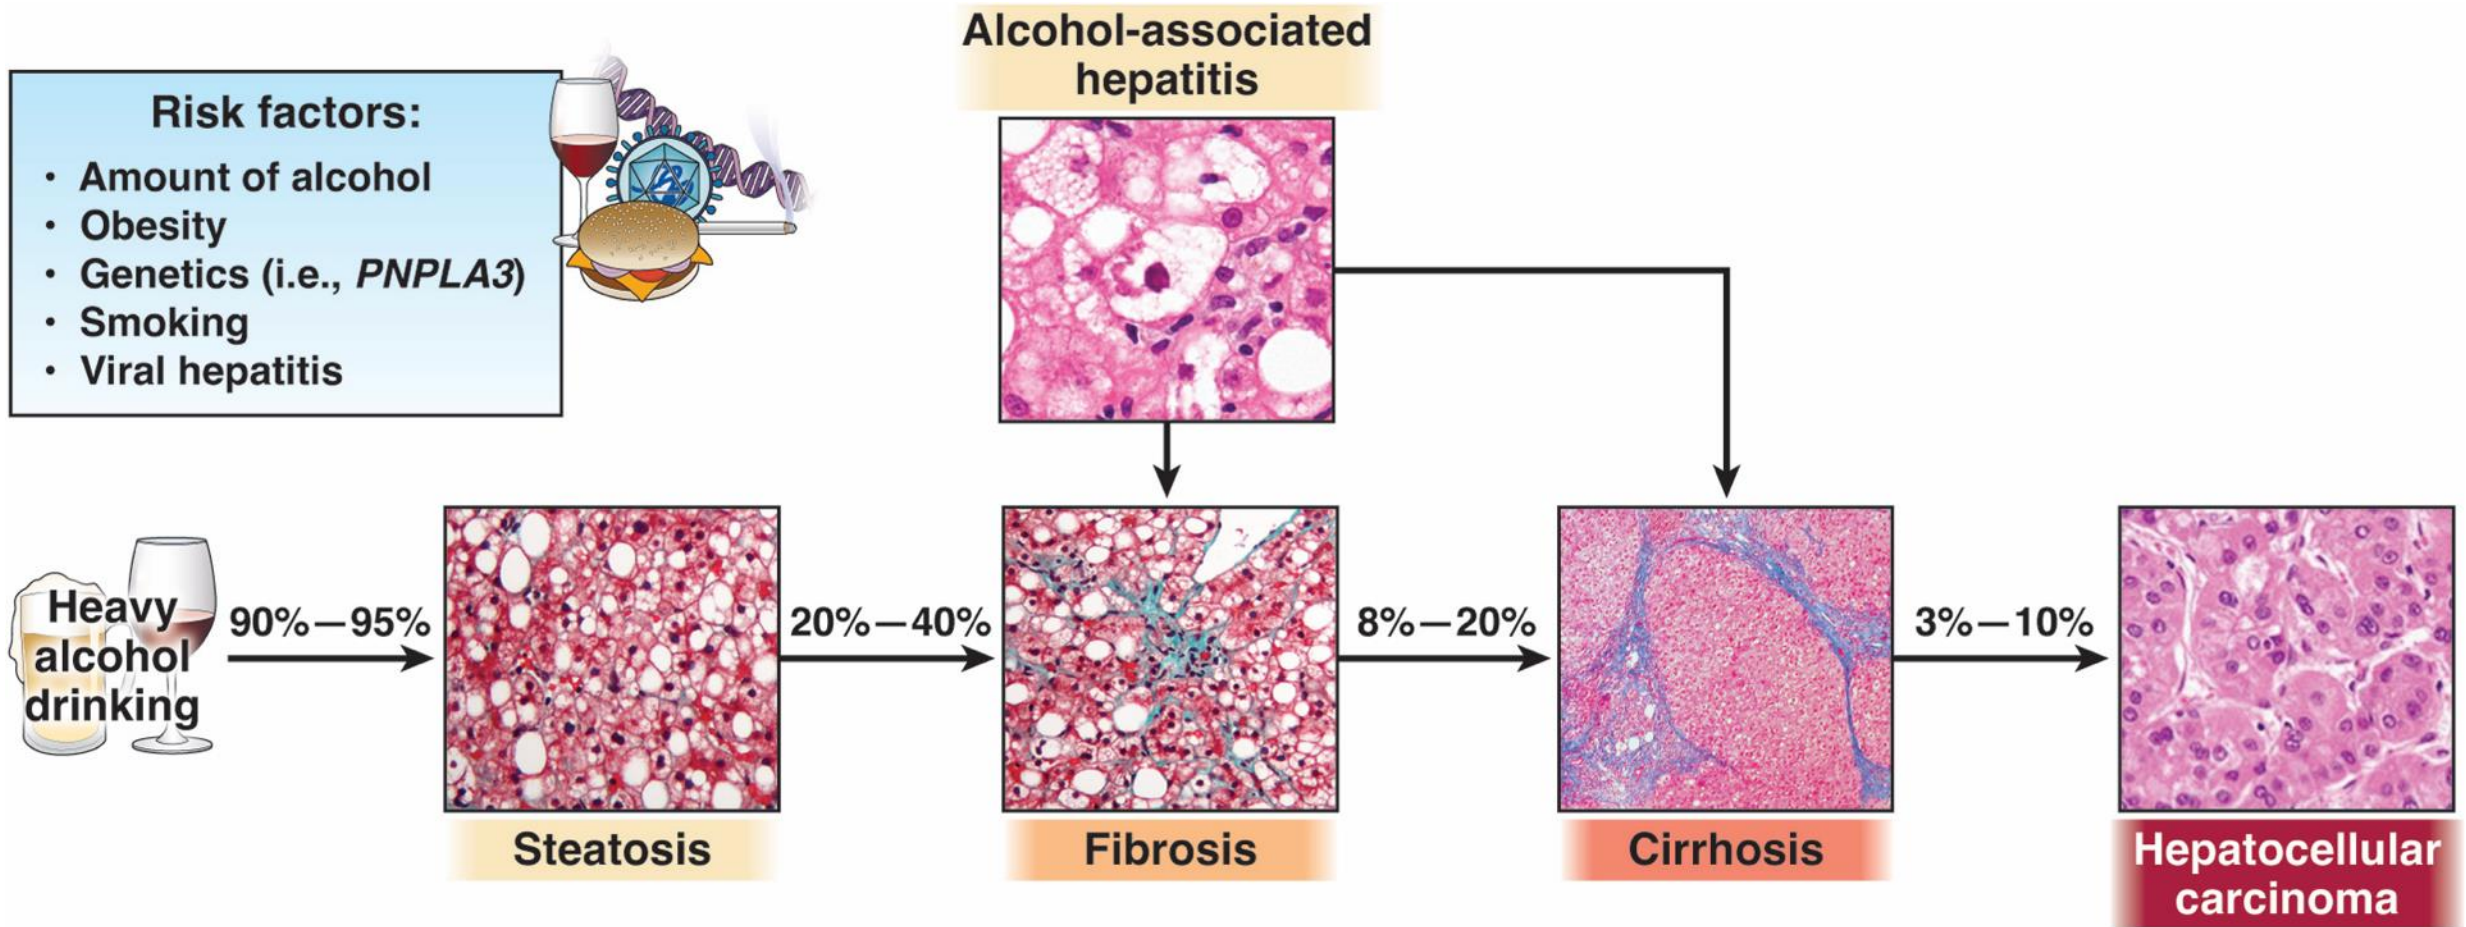 Alcohol-associated
hepatitis
Risk factors:
· Amount of alcohol
· Obesity
· Genetics (i.e., PNPLA3)
· Smoking
· Viral hepatitis
Heavy
alcohol
drinking
90%—95%
20%—40%
8%—20%
3%—10%
Steatosis
Fibrosis
Cirrhosis
Hepatocellular
carcinoma